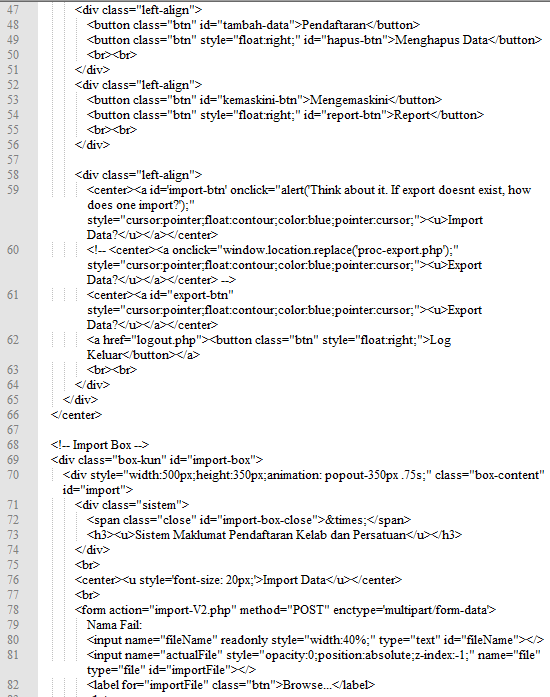 47 <div class="left-align">
48 <button class="btn" id="tambah-data">Pendaftaran</button>
49 <button class="btn" style="float:right;" id="hapus-btn">Menghapus Data</button>
50 <br><br>
51 </div>
52 <div class="left-align">
53 <button class="btn" id="kemaskini-btn">Mengemaskini</button>
54 <button class="btn" style="float:right;" id="report-btn">Report</button>
55 <br><br>
56 </div>
57
58 <div class="left-align">
59 <center><a id='import-btn' onclick="alert('Think about it. If export doesnt exist, how
does one import?');"
style="cursor:pointer;float:contour;color:blue;pointer:cursor;"><u>Import
Data?</u></a></center>
60 <!-- <center><a onclick="window.location.replace('proc-export.php');"
style="cursor:pointer;float:contour;color:blue;pointer:cursor;"><u>Export
Data?</u></a></center> -->
61 <center><a id="export-btn"
style="cursor:pointer;float:contour;color:blue;pointer:cursor;"><u>Export
Data?</u></a></center>
62 <a href="logout.php"><button class="btn" style="float:right;">Log
Keluar</button></a>
63 <br><br>
64 </div>
65 </div>
66 </center>
67
68 <!-- Import Box -->
69 <div class="box-kun" id="import-box">
70 <div style="width:500px;height:350px;animation: popout-350px .75s;" class="box-content"
id="import">
71 <div class="sistem">
72 <span class="close" id="import-box-close">&times;</span>
73 <h3><u>Sistem Maklumat Pendaftaran Kelab dan Persatuan</u></h3>
74 </div>
75 <br>
76 <center><u style='font-size: 20px;'>Import Data</u></center>
77 <br>
78 <form action="import-V2.php" method="POST" enctype='multipart/form-data'>
79 Nama Fail:
80 <input name="fileName" readonly style="width:40%;" type="text" id="fileName"></>
81 <input name="actualFile" style="opacity:0;position:absolute;z-index:-1;" name="file"
type="file" id="importFile"></>
82 <label for="importFile" class="btn">Browse...</label>